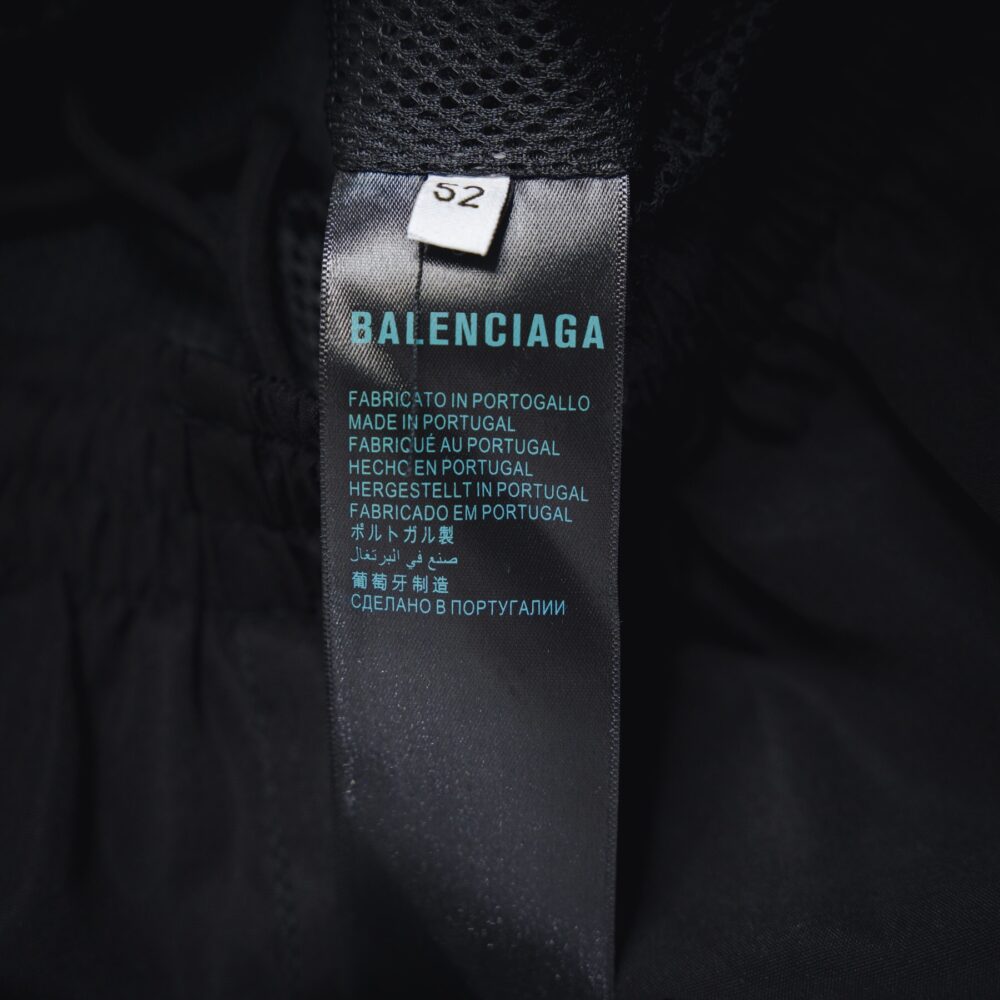 52
BALENCIAGA
FABRICATO IN PORTOGALLO
MADE IN PORTUGAL
FABRIQUÉ AU PORTUGAL
HECHO EN PORTUGAL
HERGESTELLT IN PORTUGAL
FABRICADO EM PORTUGAL
ポルトガル製
صنع في البرتغال
葡萄牙制造
СДЕЛАНО В ПОРТУГАЛИИ